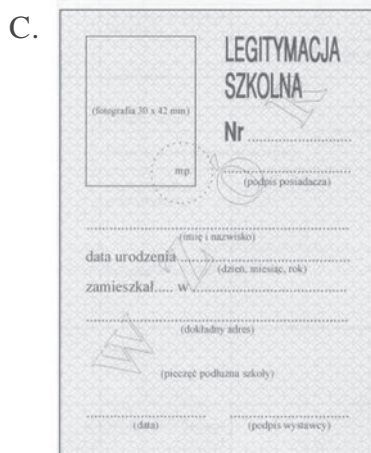 C.
LEGITYMACJA
SZKOLNA
(fotografia 30 x 42 mm)
Nr ........................
mp.
(podpis posiadacza)
(imię i nazwisko)
data urodzenia ........................
(dzień, miesiąc, rok)
zamieszkał..... w ........................
(dokładny adres)
(pieczęć podłużna szkoły)
(data) (podpis wystawcy)
WZÓR